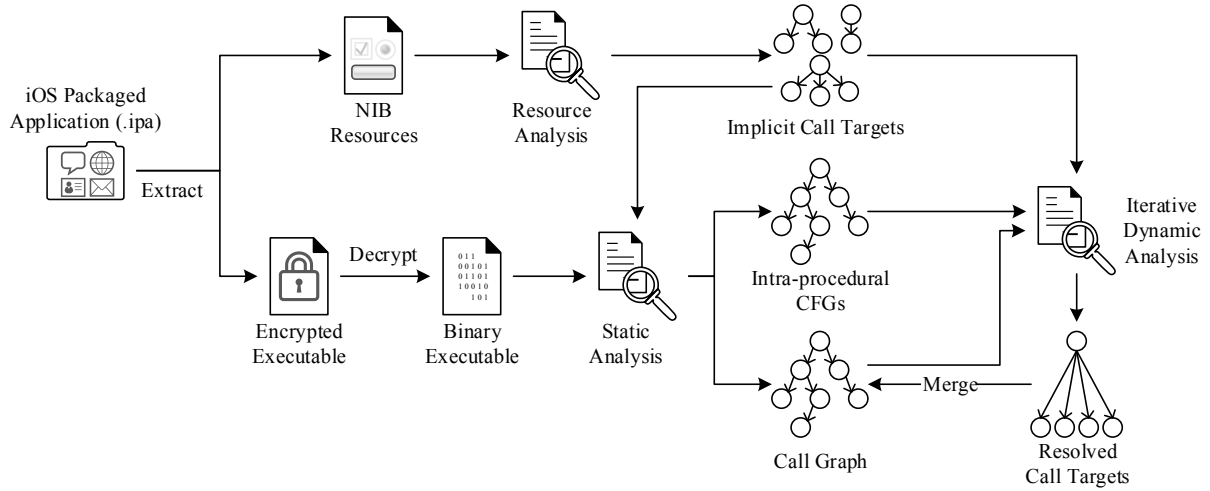 iOS Packaged
Application (.ipa)
Extract
NIB
Resources
Resource
Analysis
Implicit Call Targets
Encrypted
Executable
Decrypt
011
00101
01101
10010
101
Binary
Executable
Static
Analysis
Intra-procedural
CFGs
Call Graph
Iterative
Dynamic
Analysis
Merge
Resolved
Call Targets